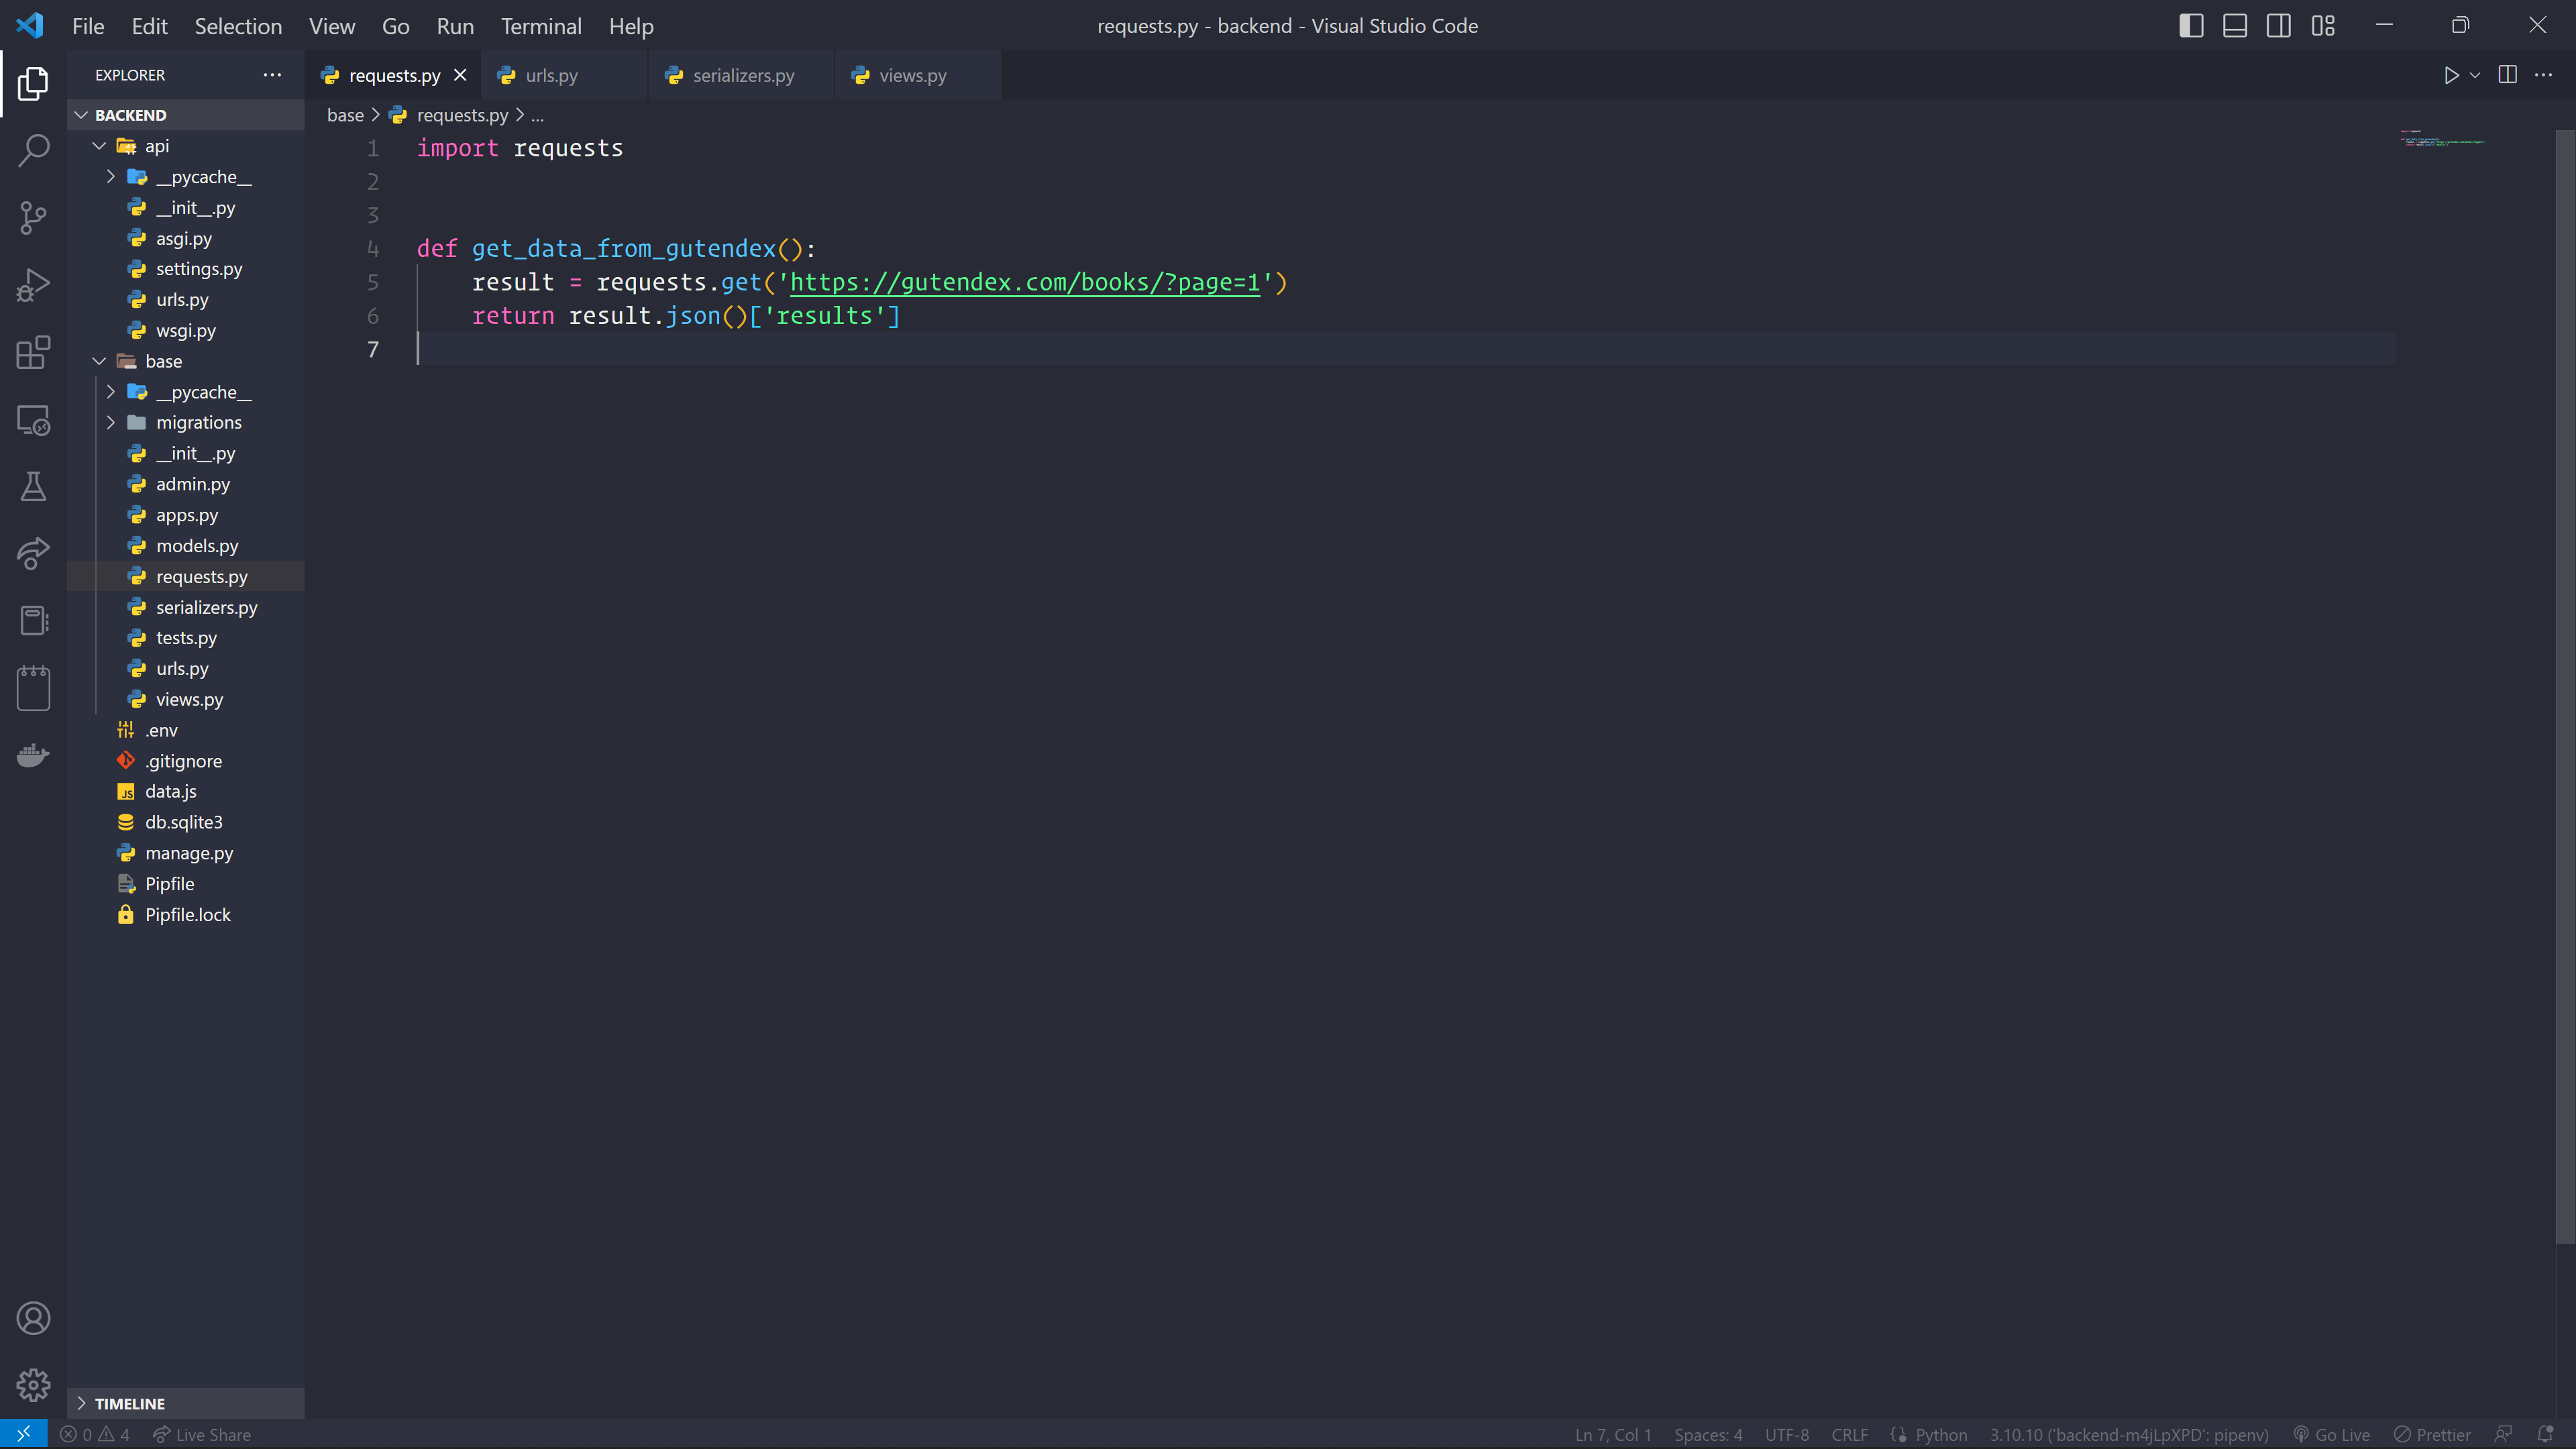 File Edit Selection View Go Run Terminal Help
requests.py - backend - Visual Studio Code
EXPLORER
requests.py
urls.py
serializers.py
views.py
BACKEND
api
__pycache__
__init__.py
asgi.py
settings.py
urls.py
wsgi.py
base
__pycache__
migrations
__init__.py
admin.py
apps.py
models.py
requests.py
serializers.py
tests.py
urls.py
views.py
.env
.gitignore
JS data.js
db.sqlite3
manage.py
Pipfile
Pipfile.lock
TIMELINE
base > requests.py > ...
1 import requests
2
3
4 def get_data_from_gutendex():
5 result = requests.get('https://gutendex.com/books/?page=1')
6 return result.json()['results']
7
0 4 Live Share
Ln 7, Col 1 Spaces: 4 UTF-8 CRLF Python 3.10.10 ('backend-m4jLpXPD': pipenv) Go Live Prettier